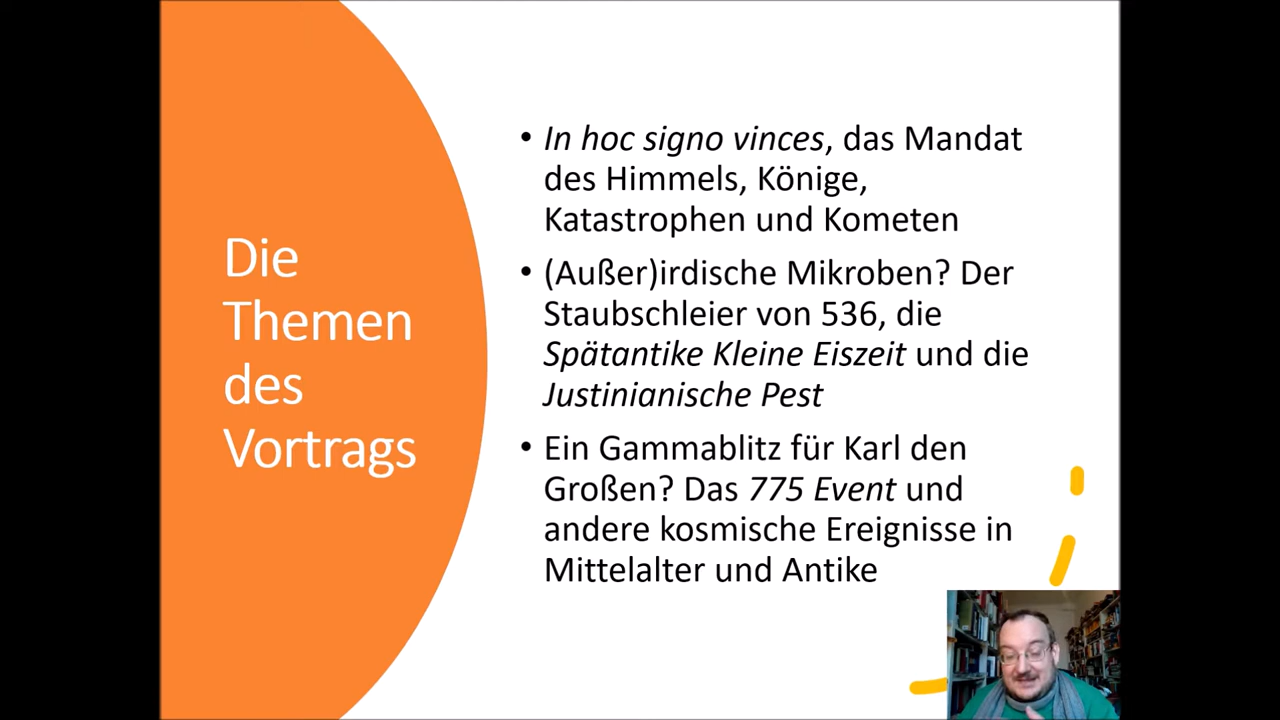 Die
Themen
des
Vortrags
• In hoc signo vinces, das Mandat
des Himmels, Könige,
Katastrophen und Kometen
• (Außer)irdische Mikroben? Der
Staubschleier von 536, die
Spätantike Kleine Eiszeit und die
Justinianische Pest
• Ein Gammablitz für Karl den
Großen? Das 775 Event und
andere kosmische Ereignisse in
Mittelalter und Antike